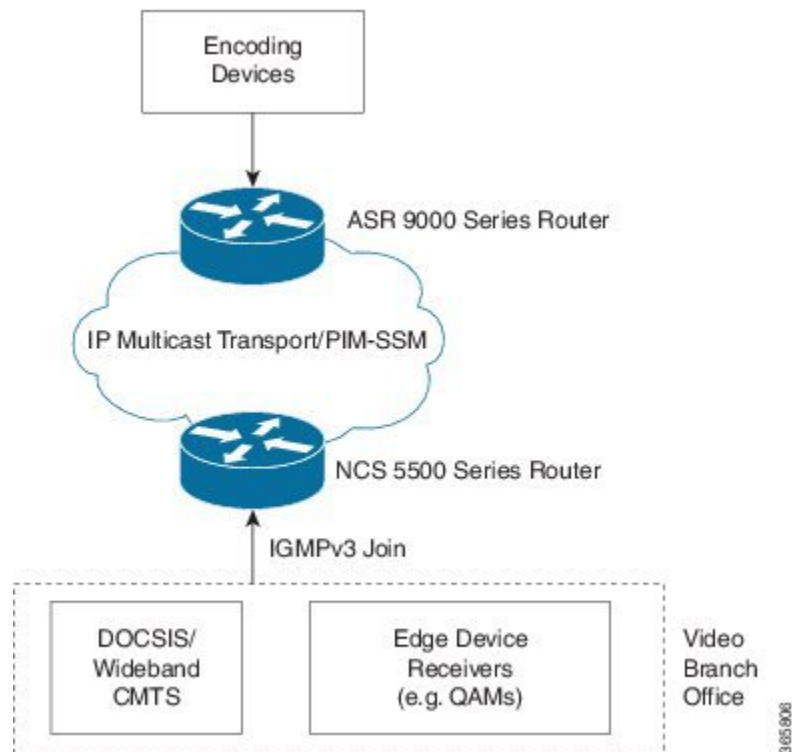 Encoding
Devices
ASR 9000 Series Router
IP Multicast Transport/PIM-SSM
NCS 5500 Series Router
IGMPv3 Join
DOCSIS/
Wideband
CMTS
Edge Device
Receivers
(e.g. QAMs)
Video
Branch
Office
365806